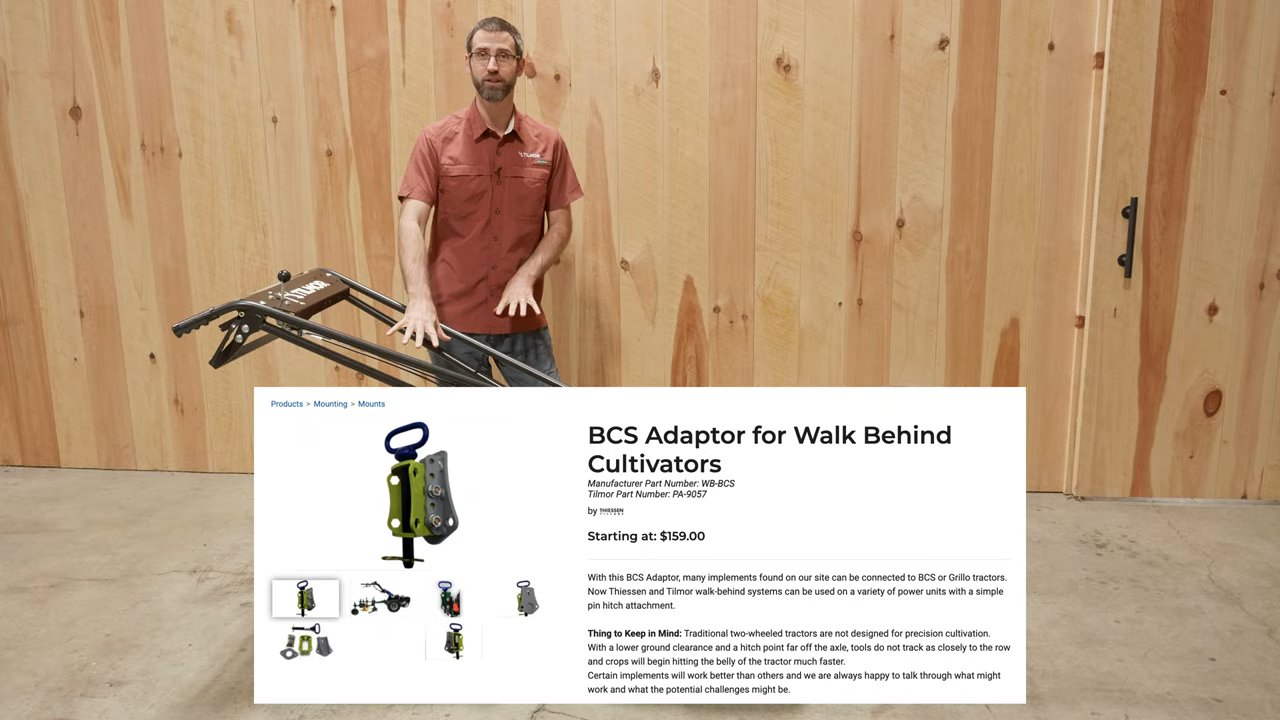 TILMOR
TILMOR
Products > Mounting > Mounts
BCS Adaptor for Walk Behind
Cultivators
Manufacturer Part Number: WB-BCS
Tilmor Part Number: PA-9057
by THIESSEN
Starting at: $159.00
With this BCS Adaptor, many implements found on our site can be connected to BCS or Grillo tractors.
Now Thiessen and Tilmor walk-behind systems can be used on a variety of power units with a simple
pin hitch attachment.
Thing to Keep in Mind: Traditional two-wheeled tractors are not designed for precision cultivation.
With a lower ground clearance and a hitch point far off the axle, tools do not track as closely to the row
and crops will begin hitting the belly of the tractor much faster.
Certain implements will work better than others and we are always happy to talk through what might
work and what the potential challenges might be.